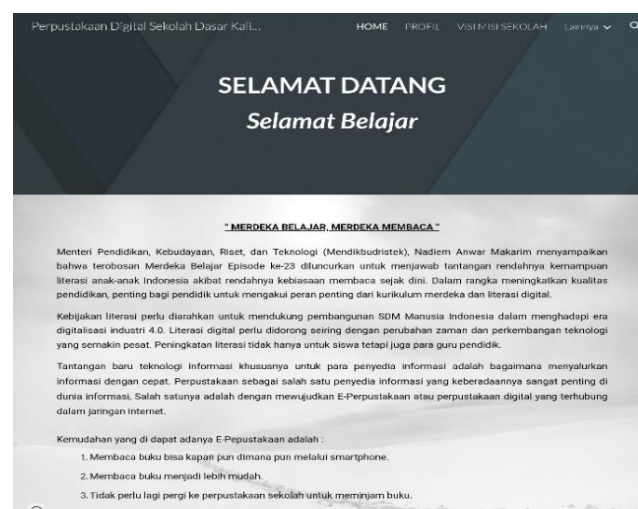 Perpustakaan Digital Sekolah Dasar Kali...
HOME PROFIL VISI MISI SEKOLAH Lainnya
SELAMAT DATANG
Selamat Belajar
" MERDEKA BELAJAR, MERDEKA MEMBACA "
Menteri Pendidikan, Kebudayaan, Riset, dan Teknologi (Mendikbudristek), Nadiem Anwar Makarim menyampaikan
bahwa terobosan Merdeka Belajar Episode ke-23 diluncurkan untuk menjawab tantangan rendahnya kemampuan
literasi anak-anak Indonesia akibat rendahnya kebiasaan membaca sejak dini. Dalam rangka meningkatkan kualitas
pendidikan, penting bagi pendidik untuk mengakui peran penting dari kurikulum merdeka dan literasi digital.
Kebijakan literasi perlu diarahkan untuk mendukung pembangunan SDM Manusia Indonesia dalam menghadapi era
digitalisasi industri 4.0. Literasi digital perlu didorong seiring dengan perubahan zaman dan perkembangan teknologi
yang semakin pesat. Peningkatan literasi tidak hanya untuk siswa tetapi juga para guru pendidik.
Tantangan baru teknologi informasi khususnya untuk para penyedia informasi adalah bagaimana menyalurkan
informasi dengan cepat. Perpustakaan sebagai salah satu penyedia informasi yang keberadaannya sangat penting di
dunia informasi, Salah satunya adalah dengan mewujudkan E-Perpustakaan atau perpustakaan digital yang terhubung
dalam jaringan internet.
Kemudahan yang di dapat adanya E-Pepustakaan adalah :
1. Membaca buku bisa kapan pun dimana pun melalui smartphone.
2. Membaca buku menjadi lebih mudah.
3. Tidak perlu lagi pergi ke perpustakaan sekolah untuk meminjam buku.